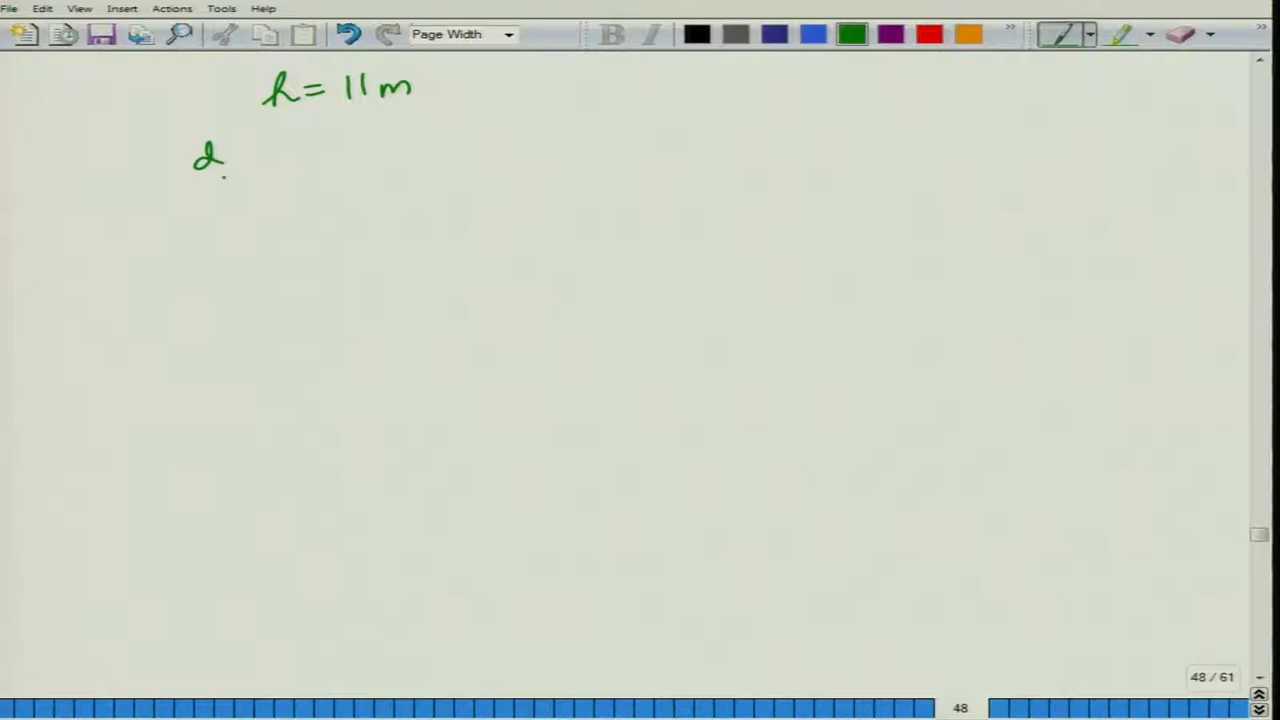 File Edit View Insert Actions Tools Help
Page Width
h = 11 m
d
48 / 61
48